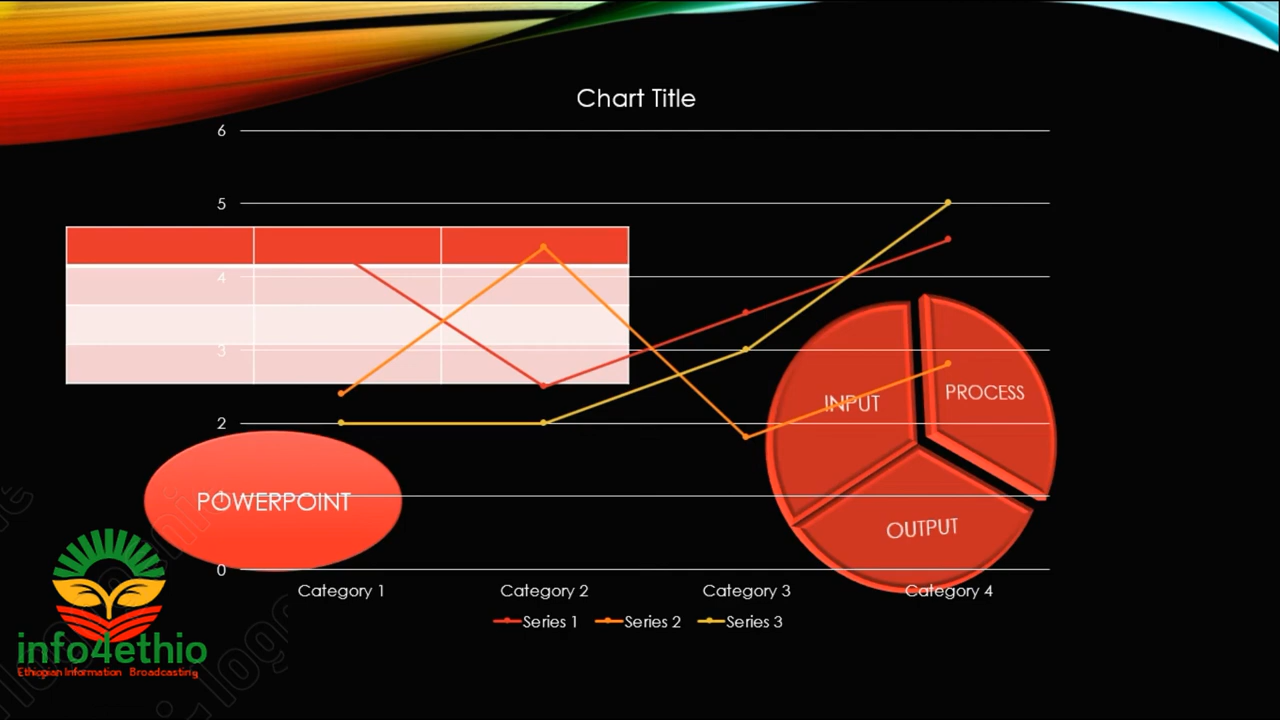 Chart Title
6
5
4
3
2
1
0
INPUT
PROCESS
OUTPUT
POWERPOINT
Category 1 Category 2 Category 3 Category 4
Series 1 Series 2 Series 3
info4ethio
Ethiopian Information Broadcasting